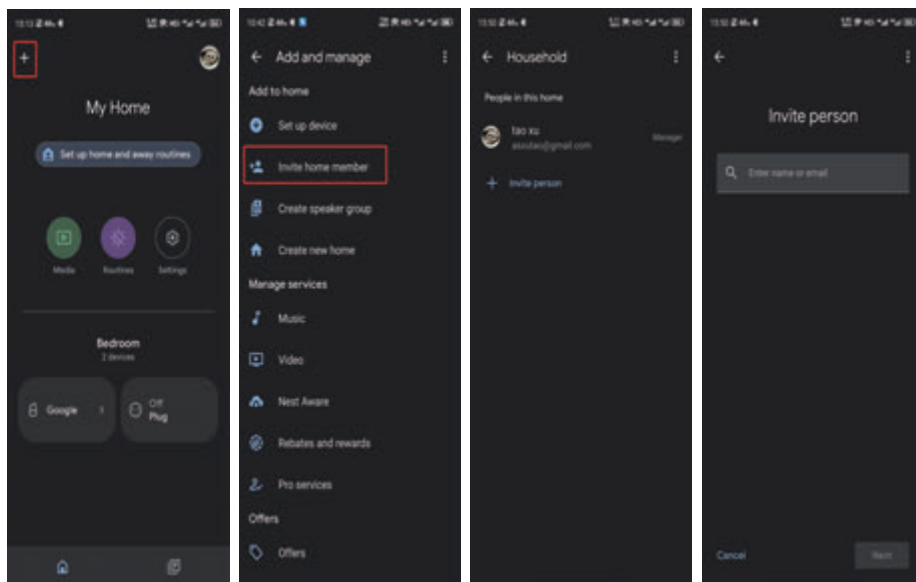 My Home
Set up home and away routines
Media
Routines
Settings
Bedroom
2 devices
Google 1
Off
Plug
Add and manage
Add to home
Set up device
Invite home member
Create speaker group
Create new home
Manage services
Music
Video
Nest Aware
Rebates and rewards
Pro services
Offers
Offers
Household
People in this home
tao xu
Manager
Invite person
Invite person
Enter name or email
Cancel
Next